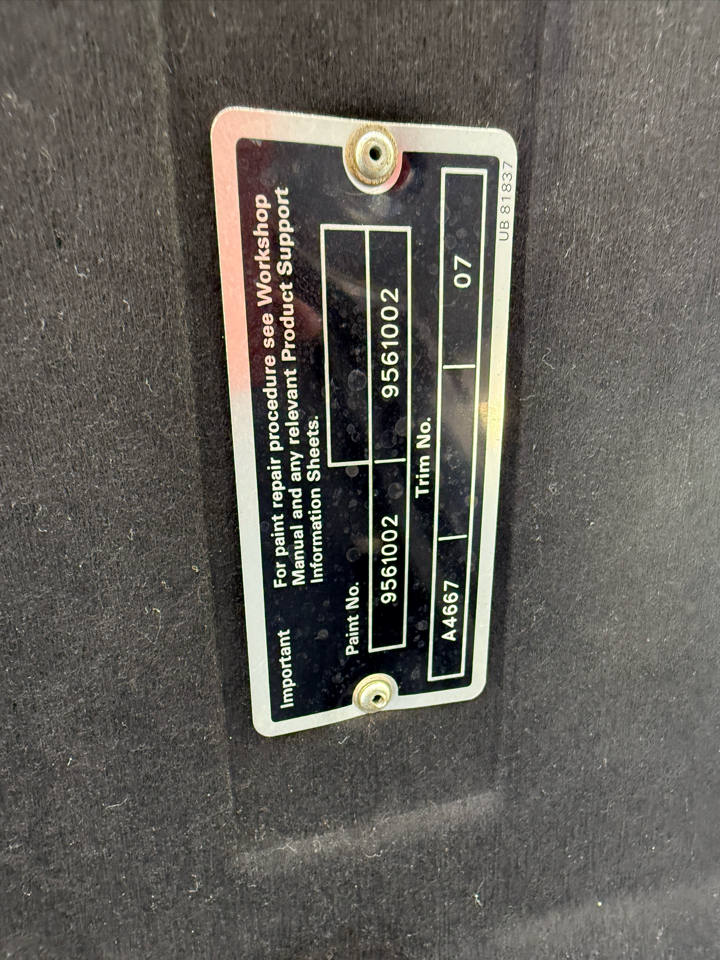 Important
For paint repair procedure see Workshop
Manual and any relevant Product Support
Information Sheets.
Paint No.
9561002 9561002
Trim No.
A4667 07
UB 81837